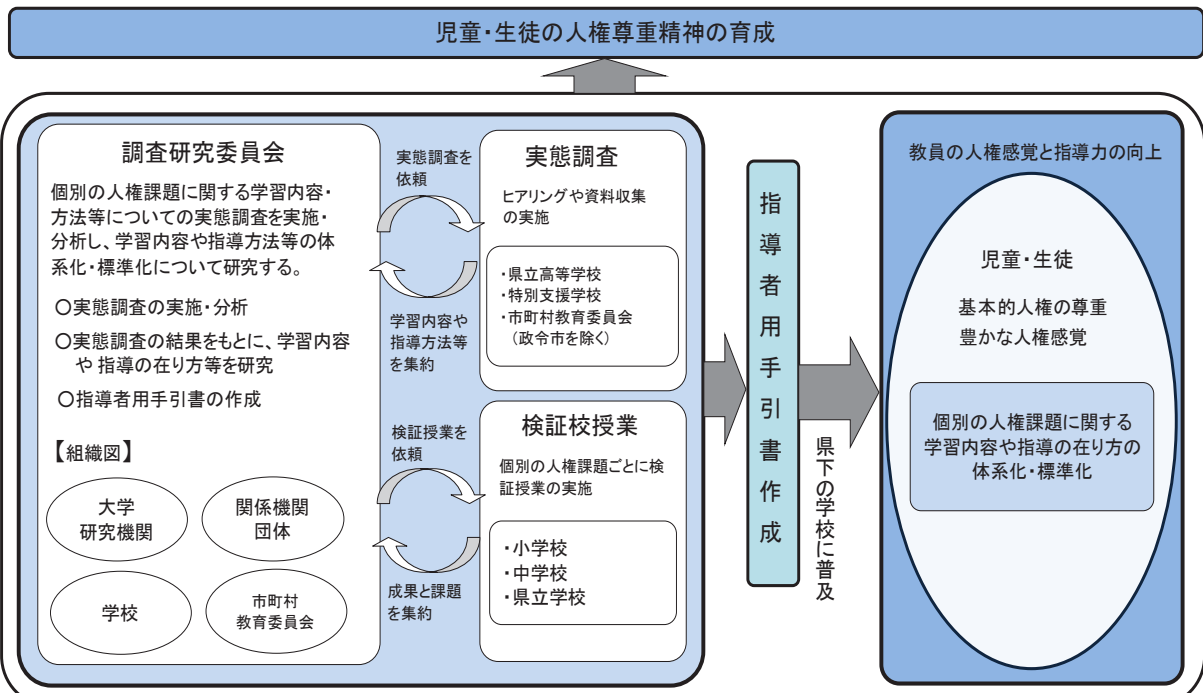 児童・生徒の人権尊重精神の育成
調査研究委員会
個別の人権課題に関する学習内容・
方法等についての実態調査を実施・
分析し、学習内容や指導方法等の体
系化・標準化について研究する。
○実態調査の実施・分析
○実態調査の結果をもとに、学習内容
や 指導の在り方等を研究
○指導者用手引書の作成
【組織図】
大学
研究機関
関係機関
団体
学校
市町村
教育委員会
実態調査を
依頼
学習内容や
指導方法等
を集約
検証授業を
依頼
成果と課題
を集約
実態調査
ヒアリングや資料収集
の実施
・県立高等学校
・特別支援学校
・市町村教育委員会
（政令市を除く）
検証校授業
個別の人権課題ごとに検
証授業の実施
・小学校
・中学校
・県立学校
指導者用手引書作成
県下の学校に普及
教員の人権感覚と指導力の向上
児童・生徒
基本的人権の尊重
豊かな人権感覚
個別の人権課題に関する
学習内容や指導の在り方の
体系化・標準化